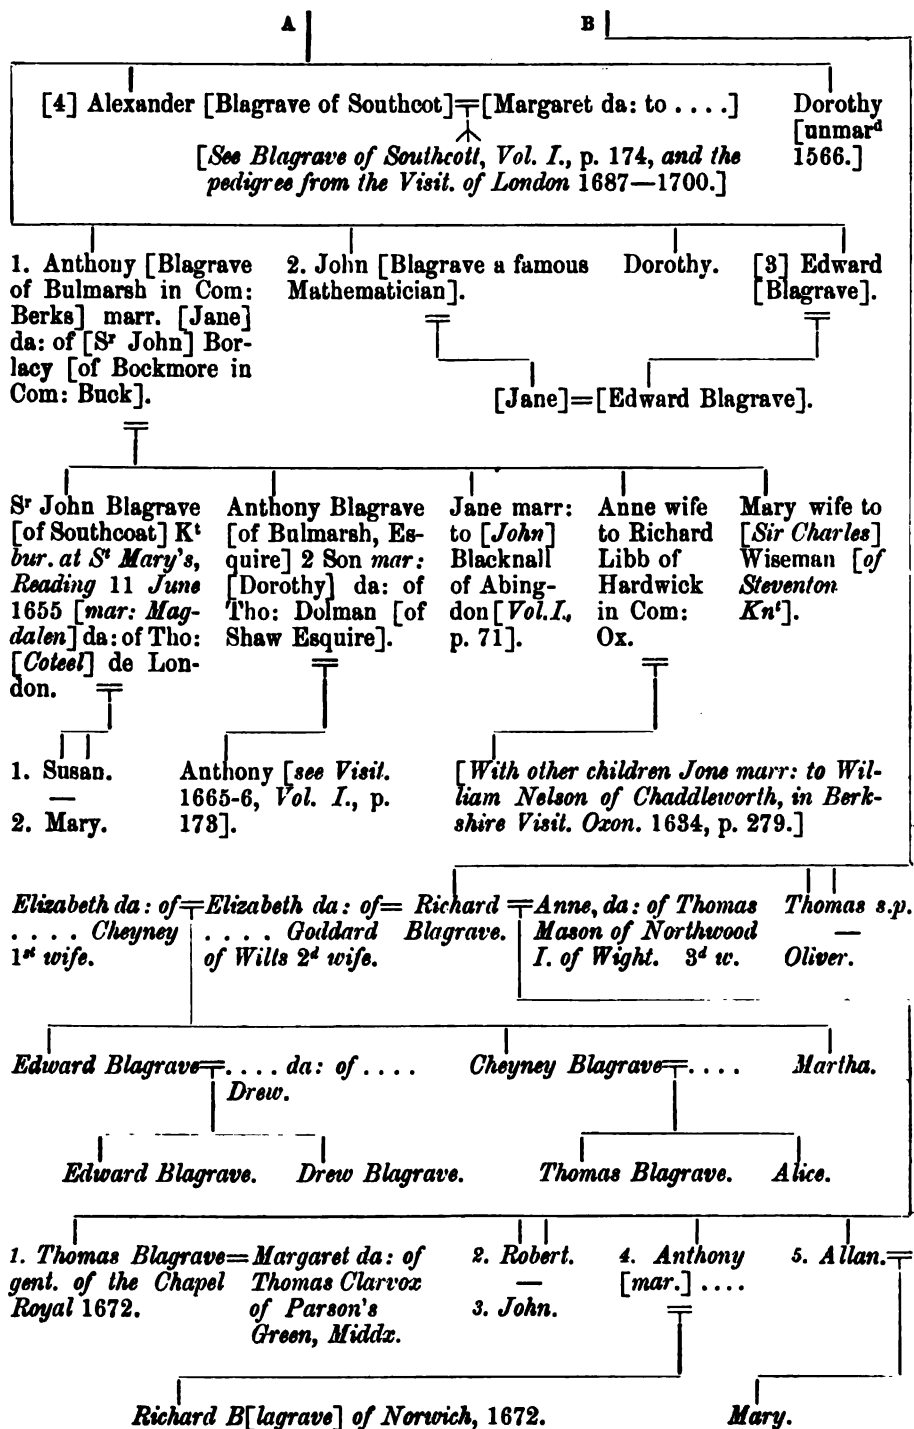 A B
[4] Alexander [Blagrave of Southcot]=[Margaret da: to . . . .]
[See Blagrave of Southcott, Vol. I., p. 174, and the
pedigree from the Visit. of London 1687—1700.]
Dorothy
[unmarᵈ
1566.]
1. Anthony [Blagrave
of Bulmarsh in Com:
Berks] marr. [Jane]
da: of [Sʳ John] Bor-
lacy [of Bockmore in
Com: Buck].
2. John [Blagrave a famous
Mathematician].
Dorothy.
[3] Edward
[Blagrave].
[Jane]=[Edward Blagrave].
Sʳ John Blagrave
[of Southcoat] Kᵗ
bur. at Sᵗ Mary's,
Reading 11 June
1655 [mar: Mag-
dalen] da: of Tho:
[Coteel] de Lon-
don.
Anthony Blagrave
[of Bulmarsh, Es-
quire] 2 Son mar:
[Dorothy] da: of
Tho: Dolman [of
Shaw Esquire].
Jane marr:
to [John]
Blacknall
of Abing-
don [Vol. I.,
p. 71].
Anne wife
to Richard
Libb of
Hardwick
in Com:
Ox.
Mary wife to
[Sir Charles]
Wiseman [of
Steventon
Knᵗ].
1. Susan.
—
2. Mary.
Anthony [see Visit.
1665-6, Vol. I., p.
173].
[With other children Jone marr: to Wil-
liam Nelson of Chaddleworth, in Berk-
shire Visit. Oxon. 1634, p. 279.]
Elizabeth da: of=Elizabeth da: of= Richard =Anne, da: of Thomas
. . . . Cheyney . . . . Goddard Blagrave. Mason of Northwood
1ˢᵗ wife. of Wilts 2ᵈ wife. I. of Wight. 3ᵈ w.
Thomas s.p.
—
Oliver.
Edward Blagrave=. . . . da: of . . . .
Drew.
Cheyney Blagrave=. . . .
Martha.
Edward Blagrave. Drew Blagrave. Thomas Blagrave. Alice.
1. Thomas Blagrave=Margaret da: of
gent. of the Chapel Thomas Clarvox
Royal 1672. of Parson's
Green, Middx.
2. Robert.
—
3. John.
4. Anthony
[mar.] . . . .
5. Allan.=
Richard B[lagrave] of Norwich, 1672. Mary.